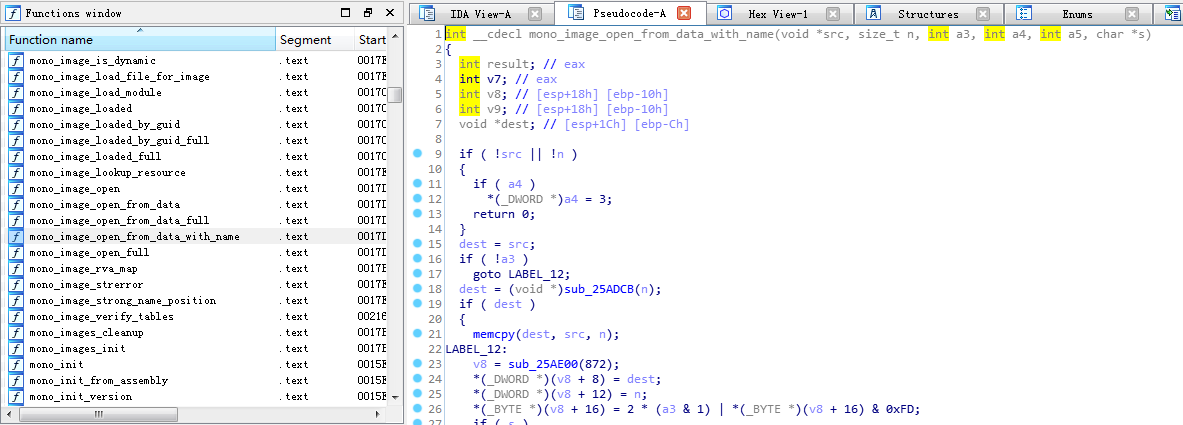 Functions window
Function name Segment Start
f mono_image_is_dynamic .text 0017E
f mono_image_load_file_for_image .text 0017E
f mono_image_load_module .text 0017C
f mono_image_loaded .text 0017C
f mono_image_loaded_by_guid .text 0017C
f mono_image_loaded_by_guid_full .text 0017C
f mono_image_loaded_full .text 0017C
f mono_image_lookup_resource .text 0017E
f mono_image_open .text 0017D
f mono_image_open_from_data .text 0017D
f mono_image_open_from_data_full .text 0017D
f mono_image_open_from_data_with_name .text 0017D
f mono_image_open_full .text 0017D
f mono_image_rva_map .text 0017E
f mono_image_strerror .text 0017E
f mono_image_strong_name_position .text 0017E
f mono_image_verify_tables .text 00216
f mono_images_cleanup .text 0017E
f mono_images_init .text 0017E
f mono_init .text 0015E
f mono_init_from_assembly .text 0015E
f mono_init_version .text 0015E
IDA View-A Pseudocode-A Hex View-1 Structures Enums
1 int __cdecl mono_image_open_from_data_with_name(void *src, size_t n, int a3, int a4, int a5, char *s)
2 {
3 int result; // eax
4 int v7; // eax
5 int v8; // [esp+18h] [ebp-10h]
6 int v9; // [esp+18h] [ebp-10h]
7 void *dest; // [esp+1Ch] [ebp-Ch]
8
9 if ( !src || !n )
10 {
11 if ( a4 )
12 *(_DWORD *)a4 = 3;
13 return 0;
14 }
15 dest = src;
16 if ( !a3 )
17 goto LABEL_12;
18 dest = (void *)sub_25ADCB(n);
19 if ( dest )
20 {
21 memcpy(dest, src, n);
22 LABEL_12:
23 v8 = sub_25AE00(872);
24 *(_DWORD *)(v8 + 8) = dest;
25 *(_DWORD *)(v8 + 12) = n;
26 *(_BYTE *)(v8 + 16) = 2 * (a3 & 1) | *(_BYTE *)(v8 + 16) & 0xFD;
27 if ( s )